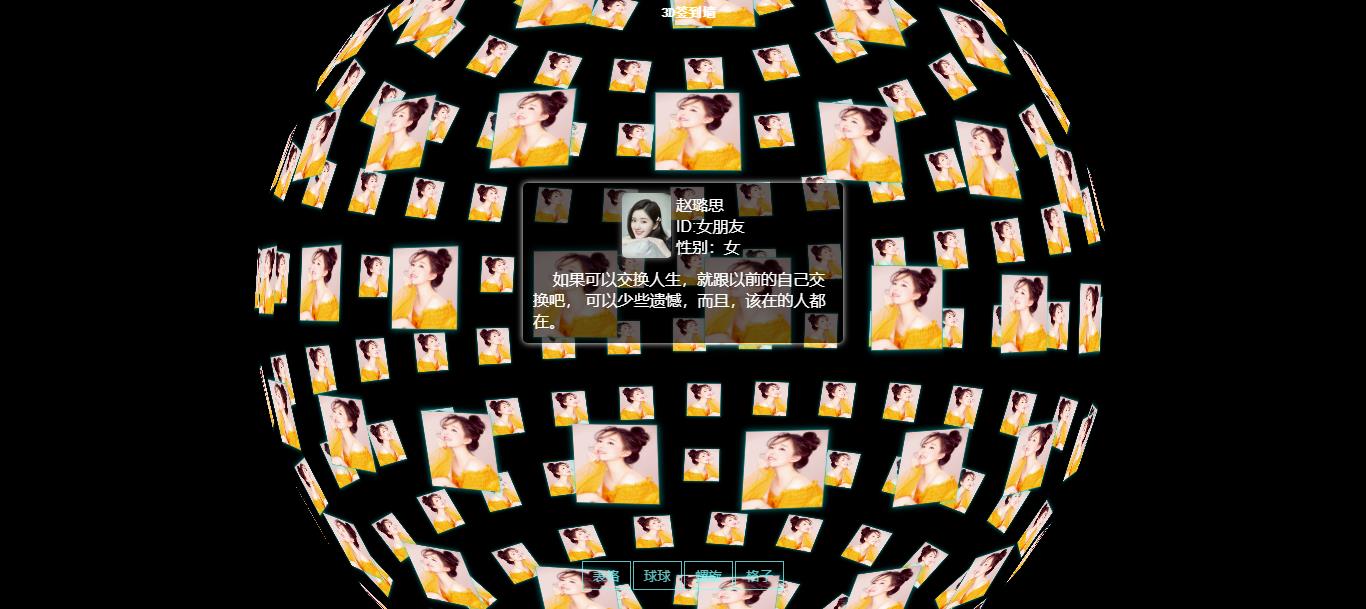 3D签到墙
赵璐思
ID:女朋友
性别：女
如果可以交换人生，就跟以前的自己交
换吧， 可以少些遗憾，而且，该在的人都
在。
表格 球球 螺旋 格子